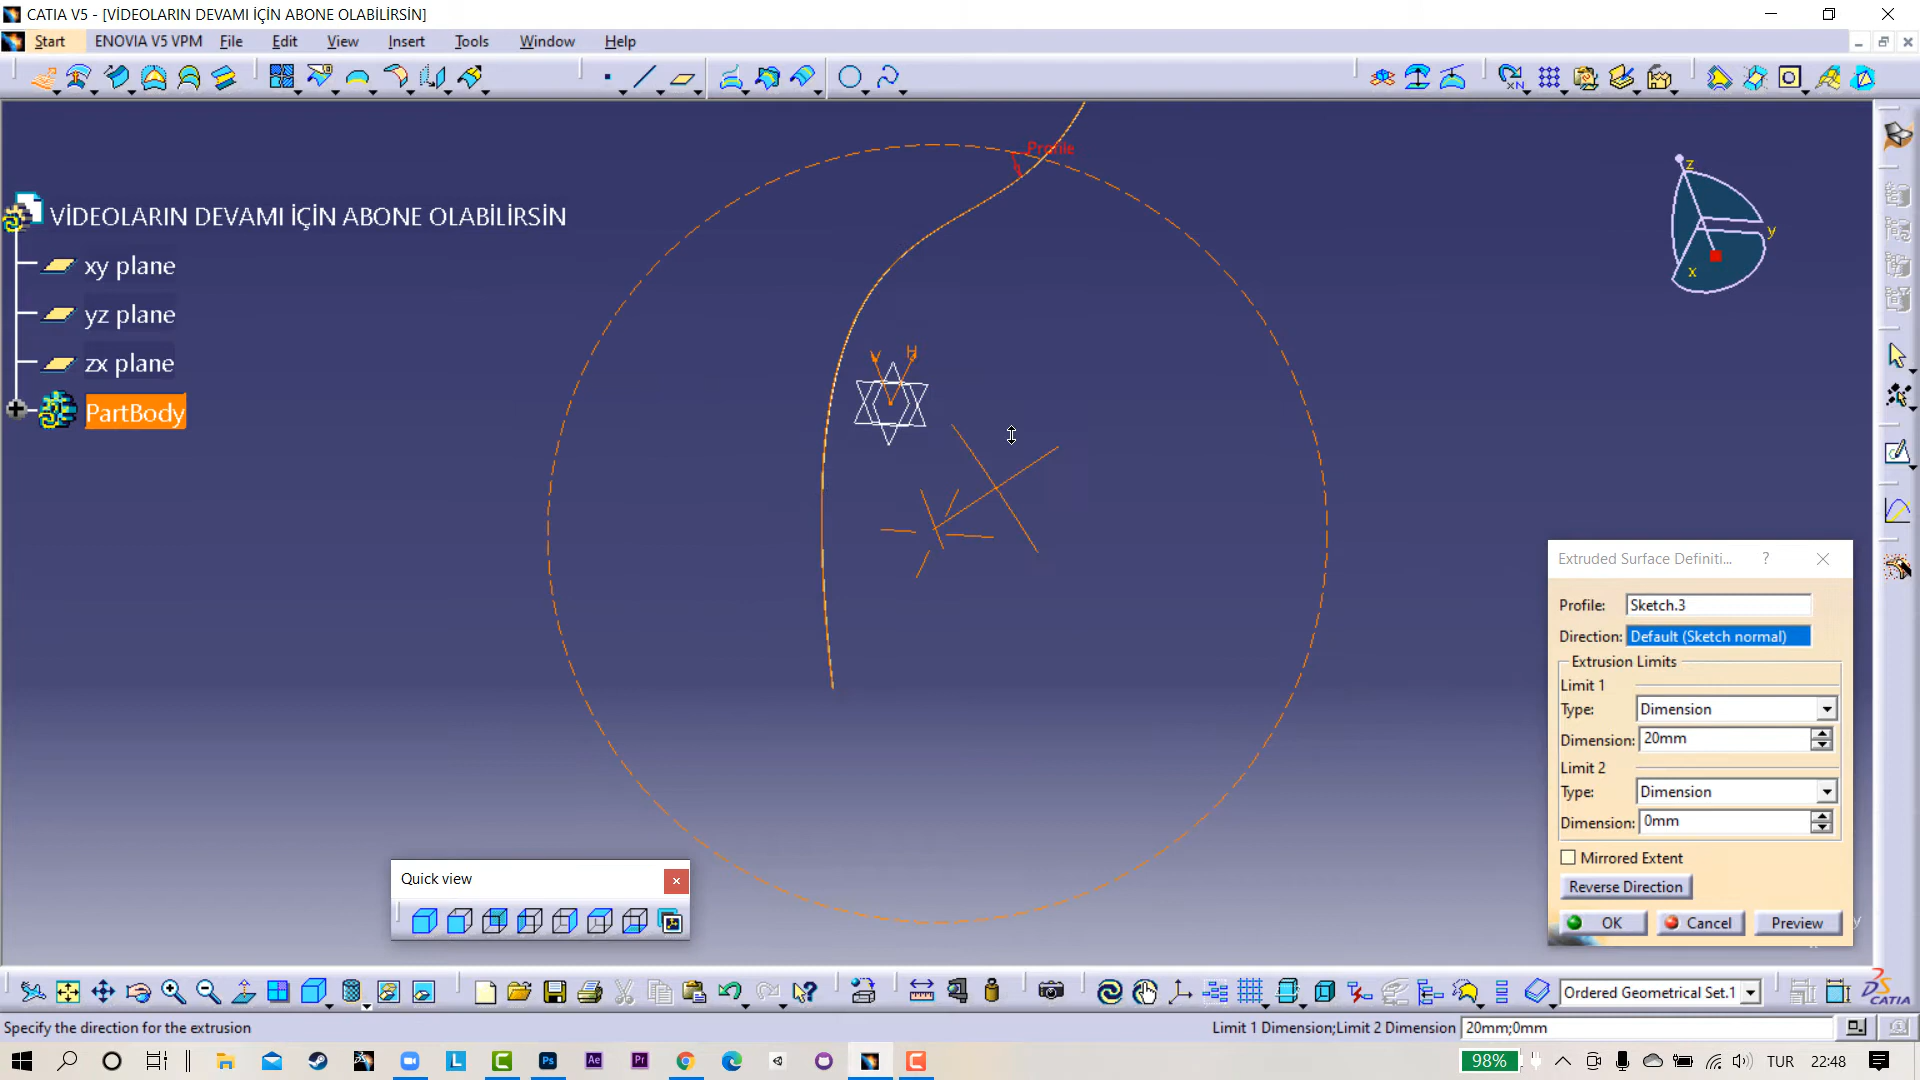 CATIA V5 - [VİDEOLARIN DEVAMI İÇİN ABONE OLABİLİRSİN]
Start ENOVIA V5 VPM File Edit View Insert Tools Window Help
Profile
z
y
x
VİDEOLARIN DEVAMI İÇİN ABONE OLABİLİRSİN
xy plane
yz plane
zx plane
PartBody
V H
Extruded Surface Definiti... ?
Profile: Sketch.3
Direction: Default (Sketch normal)
Extrusion Limits
Limit 1
Type: Dimension
Dimension: 20mm
Limit 2
Type: Dimension
Dimension: 0mm
Mirrored Extent
Reverse Direction
OK Cancel Preview
Quick view
Ordered Geometrical Set.1
CATIA
Specify the direction for the extrusion
Limit 1 Dimension;Limit 2 Dimension 20mm;0mm
98% TUR 22:48